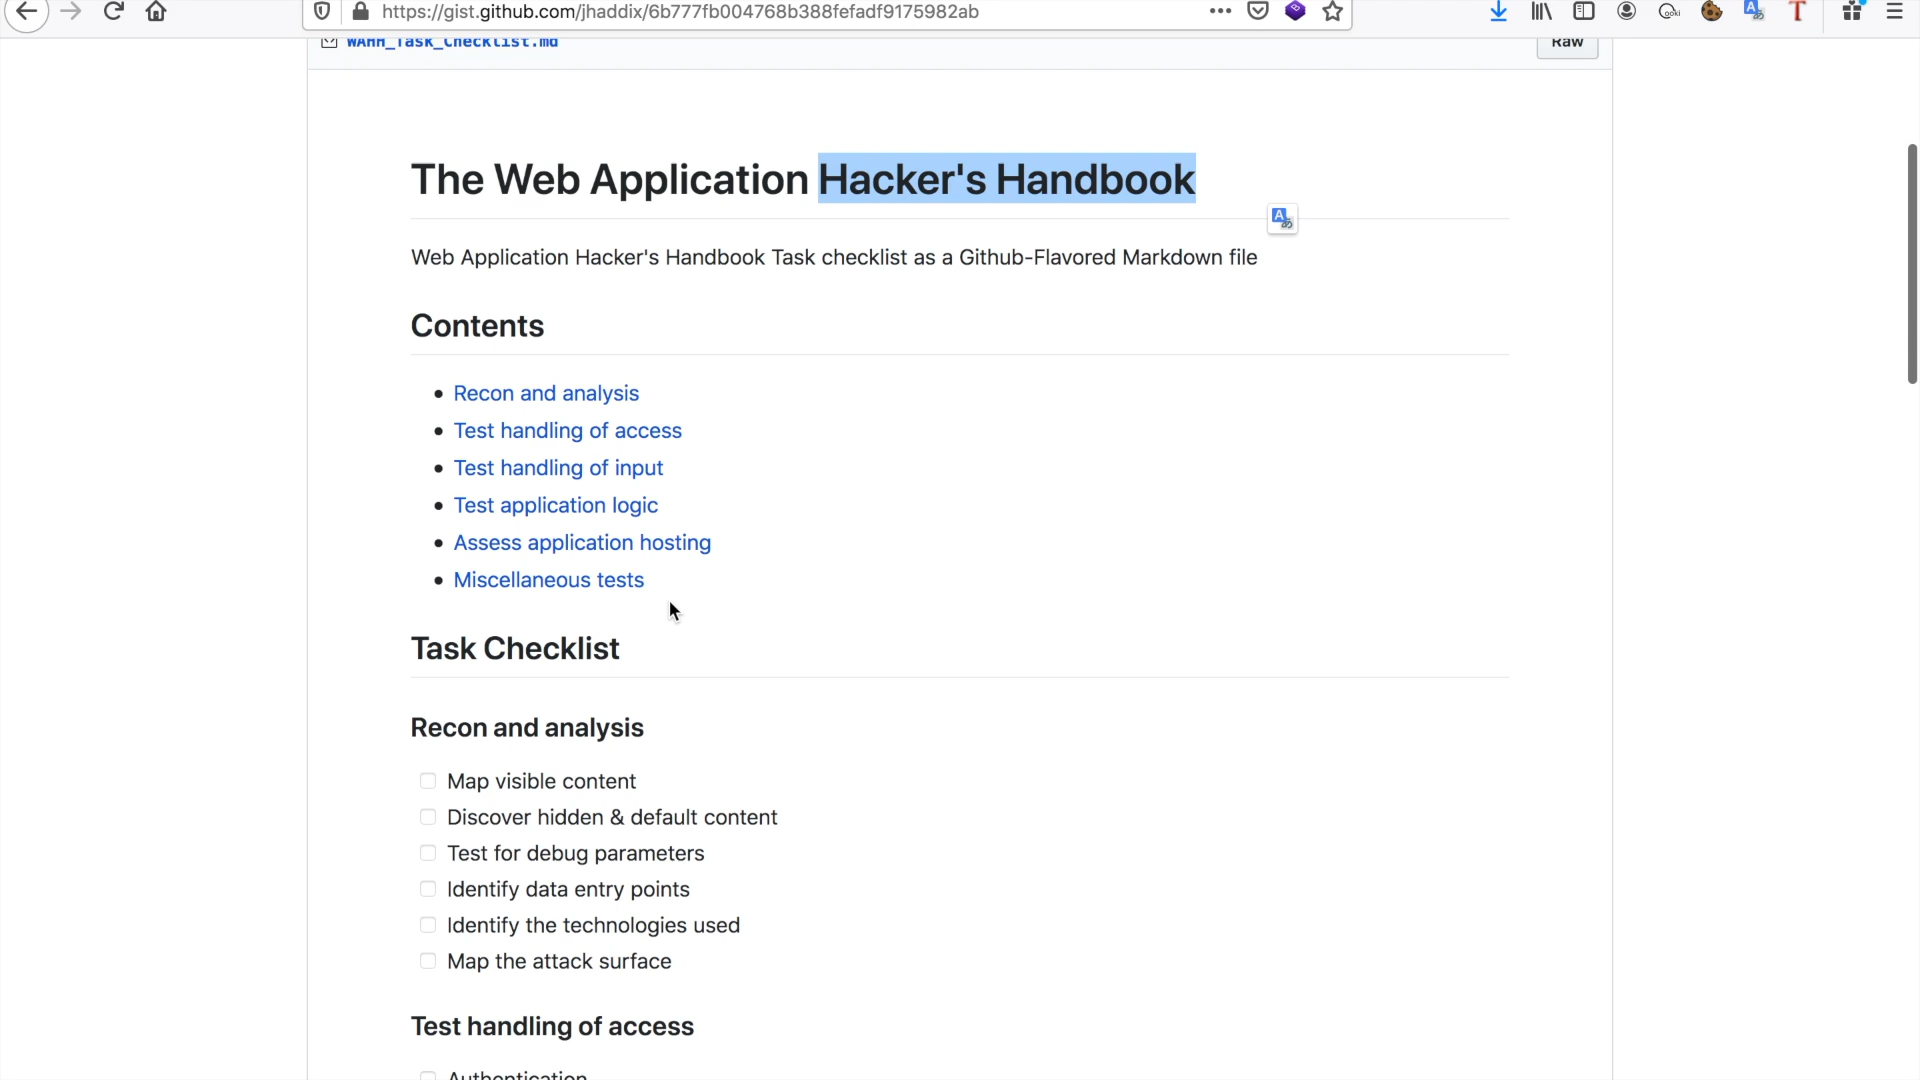 https://gist.github.com/jhaddix/6b777fb004768b388fefadf9175982ab
WAHH_Task_Checklist.md
Raw
The Web Application Hacker's Handbook
Web Application Hacker's Handbook Task checklist as a Github-Flavored Markdown file
Contents
Recon and analysis
Test handling of access
Test handling of input
Test application logic
Assess application hosting
Miscellaneous tests
Task Checklist
Recon and analysis
Map visible content
Discover hidden & default content
Test for debug parameters
Identify data entry points
Identify the technologies used
Map the attack surface
Test handling of access
Authentication